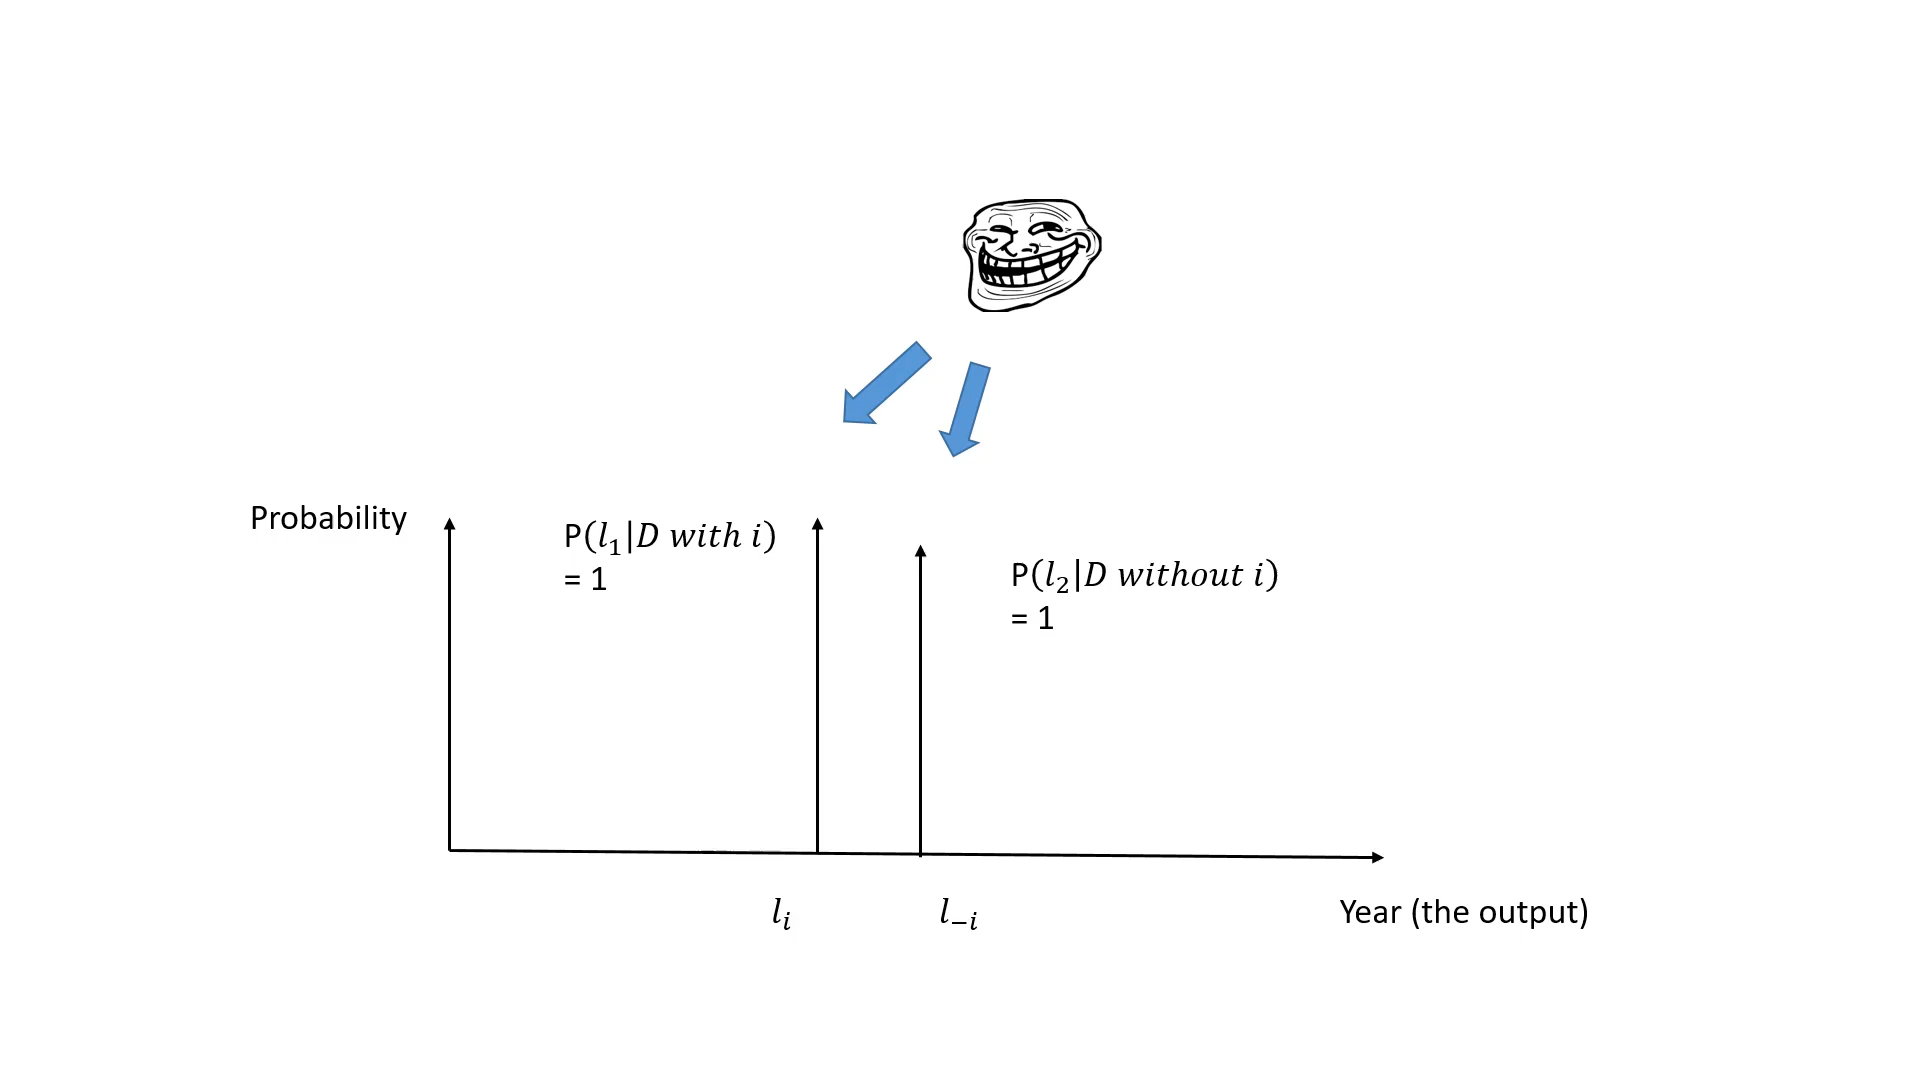 Probability
P(𝑙₁|𝐷 𝑤𝑖𝑡ℎ 𝑖)
= 1
P(𝑙₂|𝐷 𝑤𝑖𝑡ℎ𝑜𝑢𝑡 𝑖)
= 1
𝑙ᵢ
𝑙₋ᵢ
Year (the output)